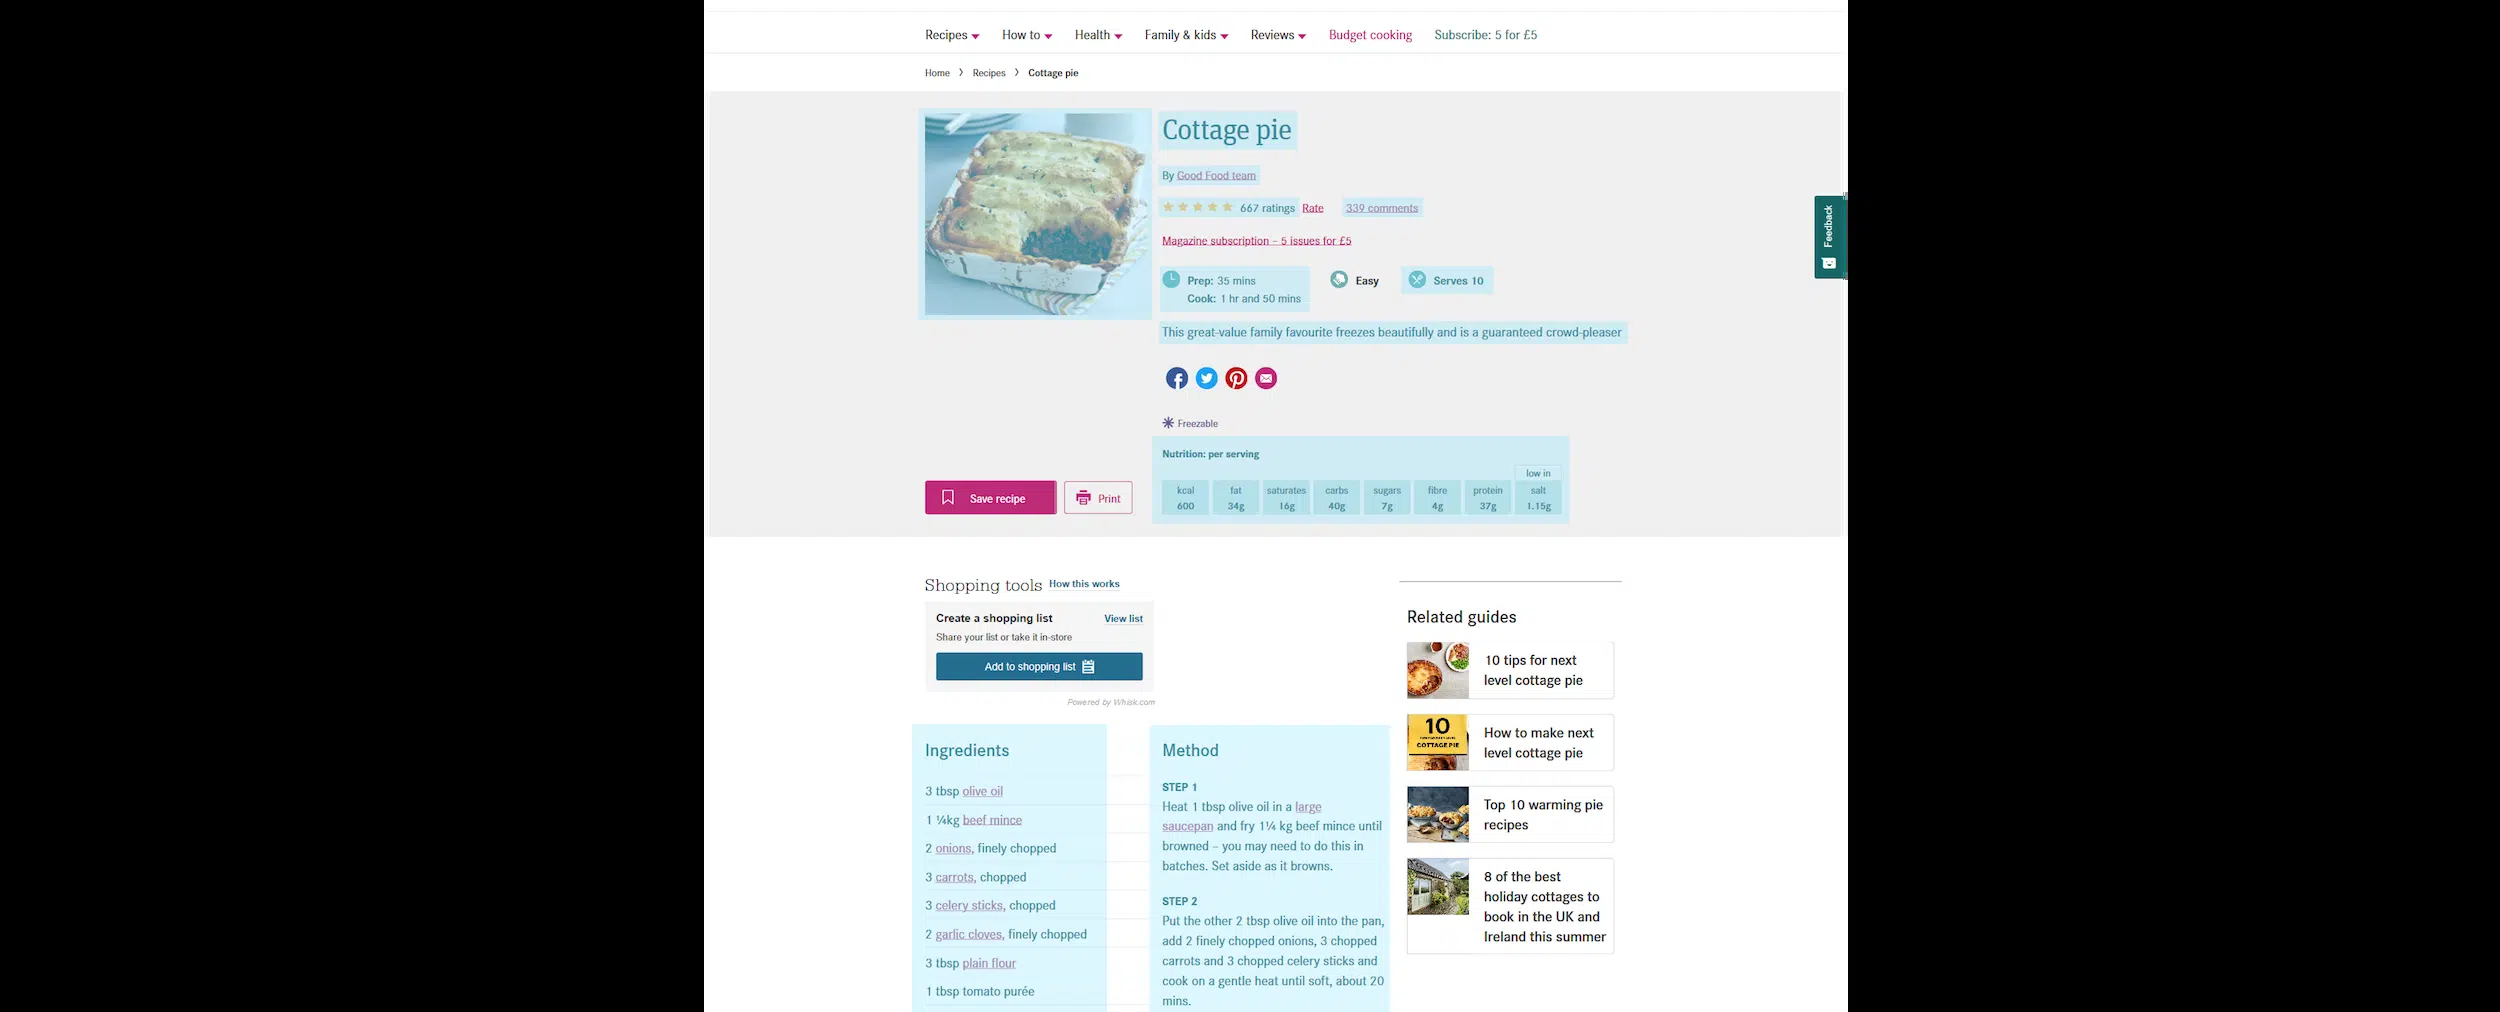 Recipes How to Health Family & kids Reviews Budget cooking Subscribe: 5 for £5
Home > Recipes > Cottage pie
Cottage pie
By Good Food team
667 ratings Rate 339 comments
Magazine subscription – 5 issues for £5
Prep: 35 mins
Cook: 1 hr and 50 mins
Easy
Serves 10
This great-value family favourite freezes beautifully and is a guaranteed crowd-pleaser
Freezable
Nutrition: per serving
low in
kcal fat saturates carbs sugars fibre protein salt
600 34g 16g 40g 7g 4g 37g 1.15g
Save recipe
Print
Feedback
Shopping tools How this works
Create a shopping list View list
Share your list or take it in-store
Add to shopping list
Powered by Whisk.com
Ingredients
3 tbsp olive oil
1 ¼kg beef mince
2 onions, finely chopped
3 carrots, chopped
3 celery sticks, chopped
2 garlic cloves, finely chopped
3 tbsp plain flour
1 tbsp tomato purée
Method
STEP 1
Heat 1 tbsp olive oil in a large
saucepan and fry 1¼ kg beef mince until
browned – you may need to do this in
batches. Set aside as it browns.
STEP 2
Put the other 2 tbsp olive oil into the pan,
add 2 finely chopped onions, 3 chopped
carrots and 3 chopped celery sticks and
cook on a gentle heat until soft, about 20
mins.
Related guides
10 tips for next
level cottage pie
10
COTTAGE PIE
How to make next
level cottage pie
Top 10 warming pie
recipes
8 of the best
holiday cottages to
book in the UK and
Ireland this summer